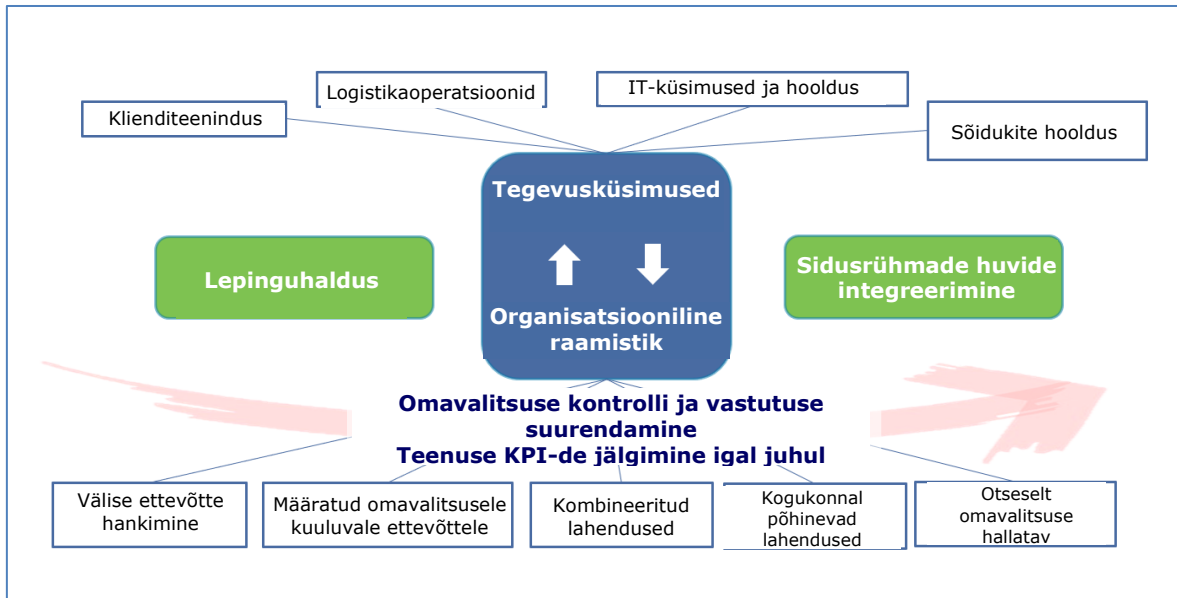 Klienditeenindus
Logistikaoperatsioonid
IT-küsimused ja hooldus
Sõidukite hooldus
Tegevusküsimused
Lepinguhaldus
Sidusrühmade huvide
integreerimine
Organisatsiooniline
raamistik
Omavalitsuse kontrolli ja vastutuse
suurendamine
Teenuse KPI-de jälgimine igal juhul
Välise ettevõtte
hankimine
Määratud omavalitsusele
kuuluvale ettevõttele
Kombineeritud
lahendused
Kogukonnal
põhinevad
lahendused
Otseselt
omavalitsuse
hallatav